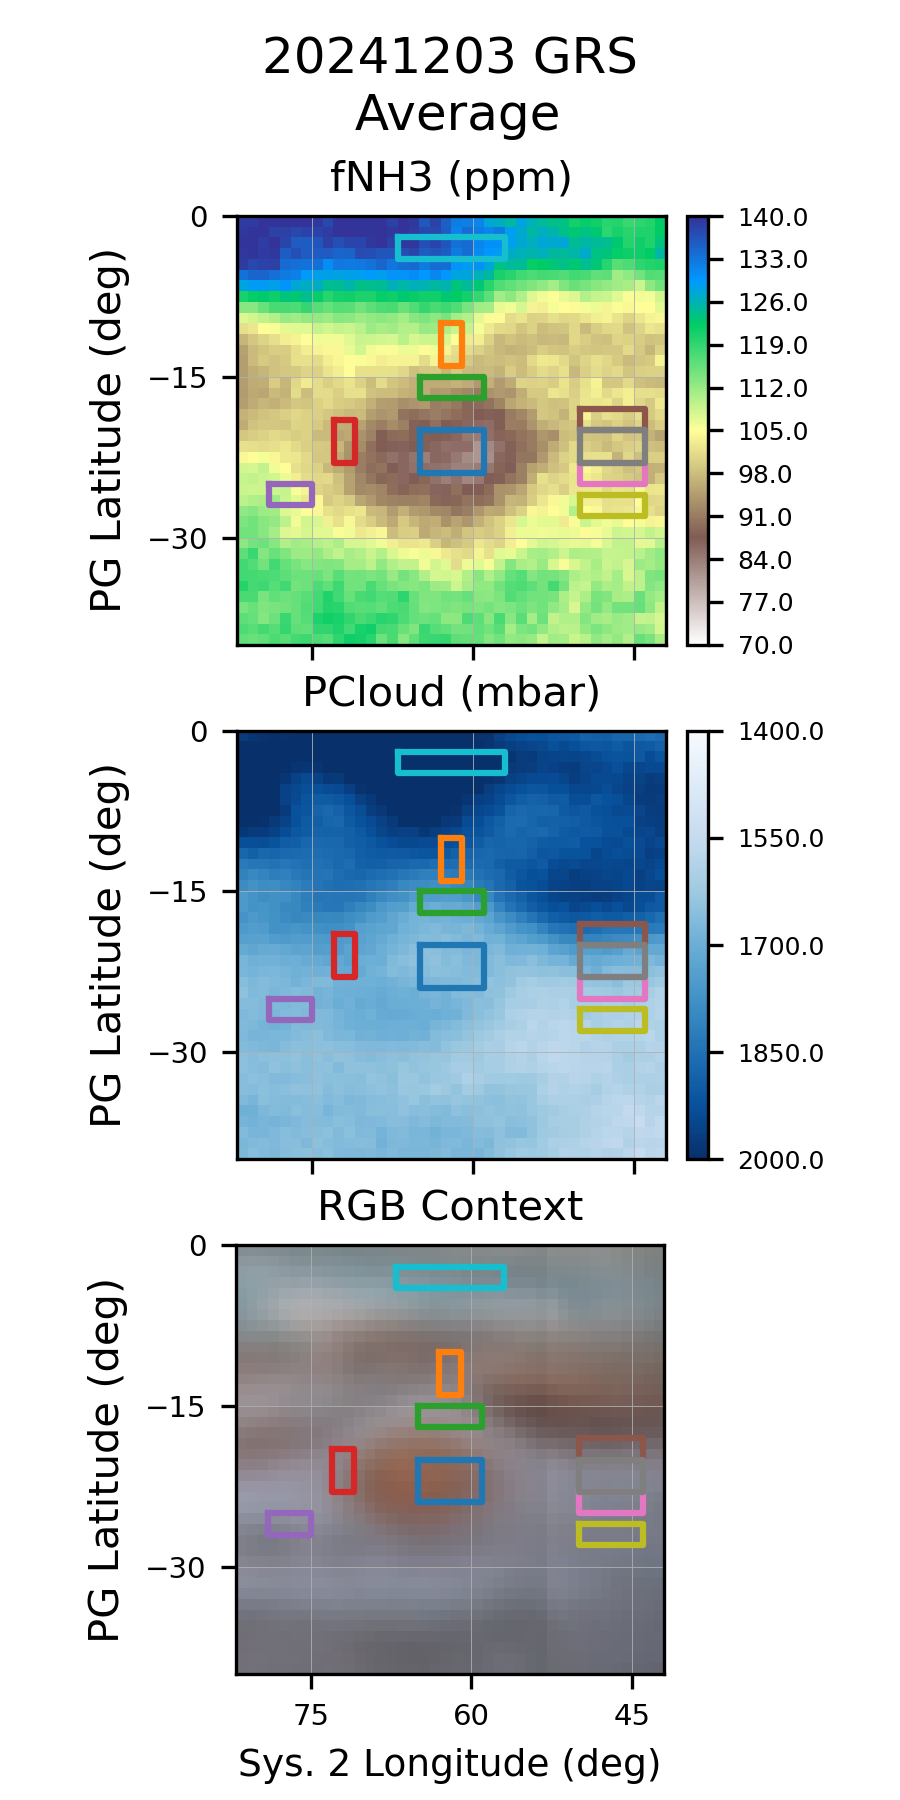 20241203 GRS
Average
fNH3 (ppm)
PG Latitude (deg)
0
−15
−30
140.0
133.0
126.0
119.0
112.0
105.0
98.0
91.0
84.0
77.0
70.0
PCloud (mbar)
PG Latitude (deg)
0
−15
−30
1400.0
1550.0
1700.0
1850.0
2000.0
RGB Context
PG Latitude (deg)
0
−15
−30
75 60 45
Sys. 2 Longitude (deg)